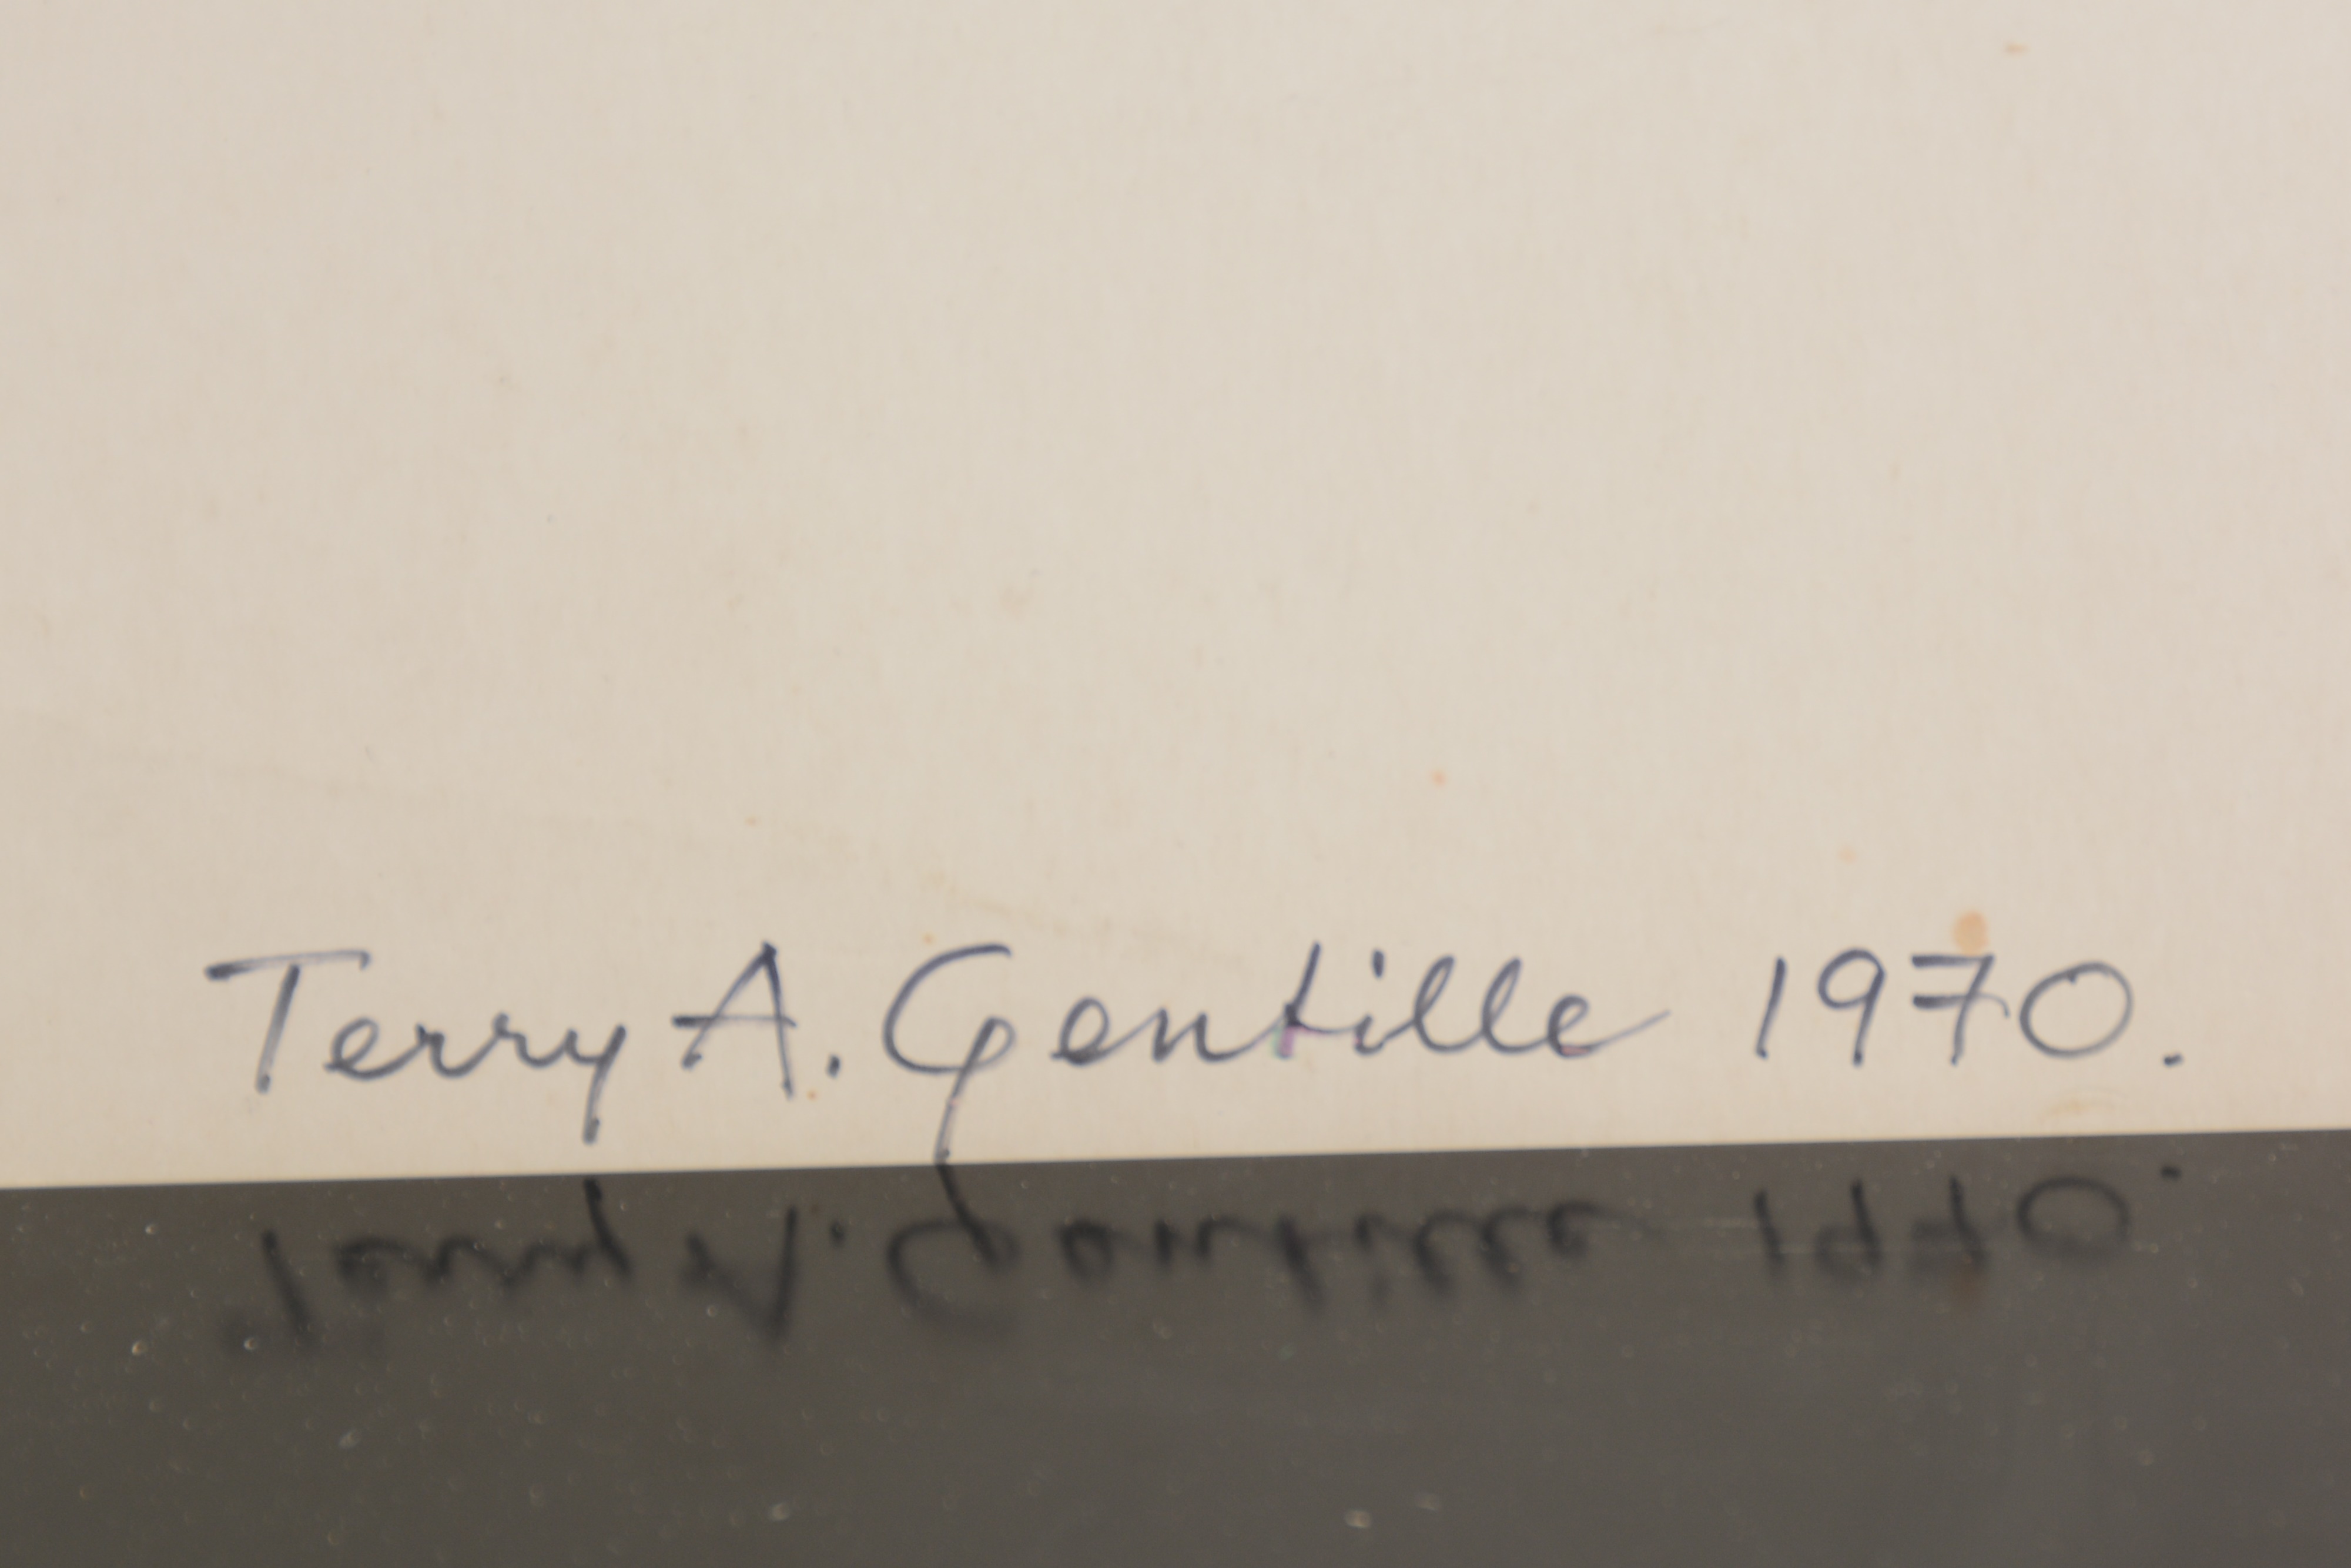 Terry A. Gentille 1970.